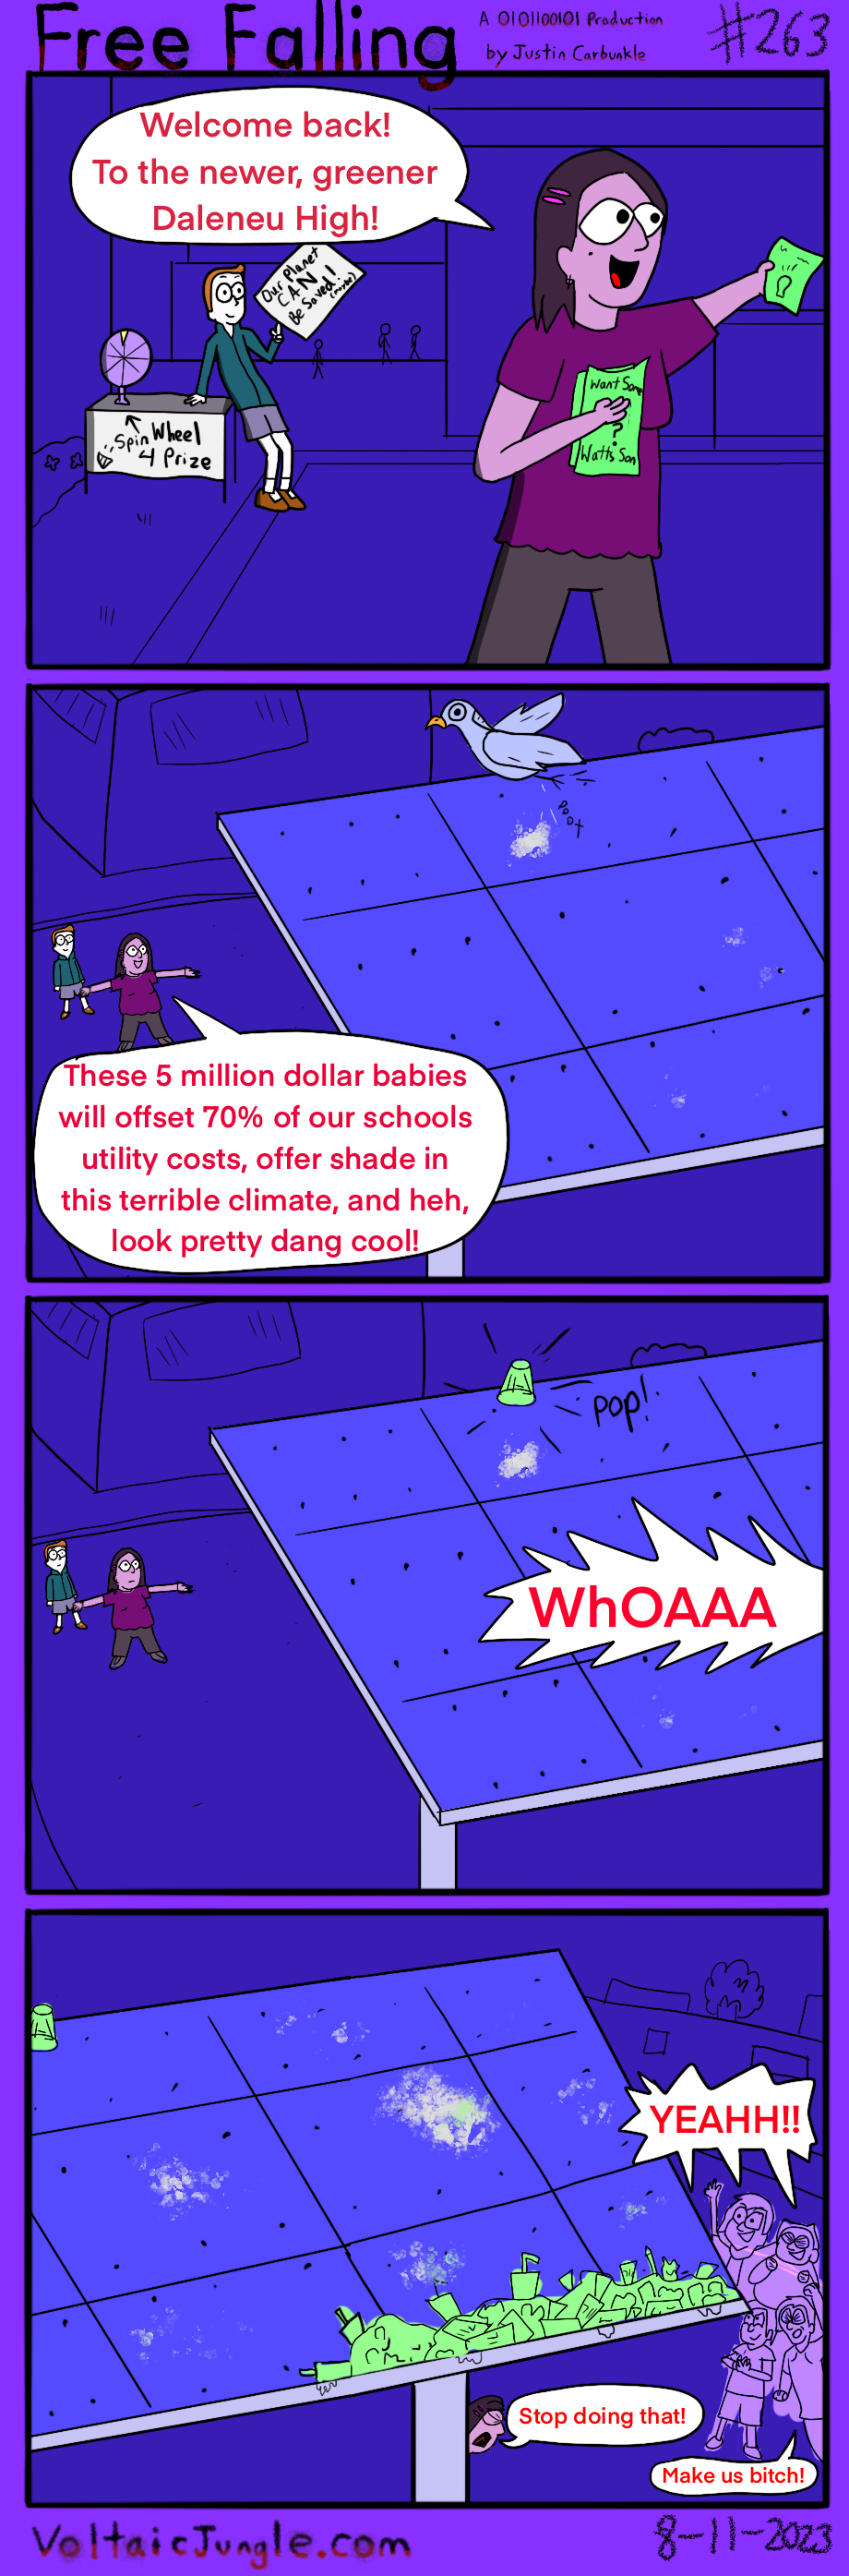 Free Falling
A 0101100101 Production
by Justin Carbunkle
#263
Welcome back!
To the newer, greener
Daleneu High!
Our Planet
CAN
Be Saved!
(maybe)
Spin Wheel
4 Prize
?
Want Some
?
Watts Son
Poot
These 5 million dollar babies
will offset 70% of our schools
utility costs, offer shade in
this terrible climate, and heh,
look pretty dang cool!
POP!
WhOAAA
YEAHH!!
Stop doing that!
Make us bitch!
VoltaicJungle.com
8-11-2023